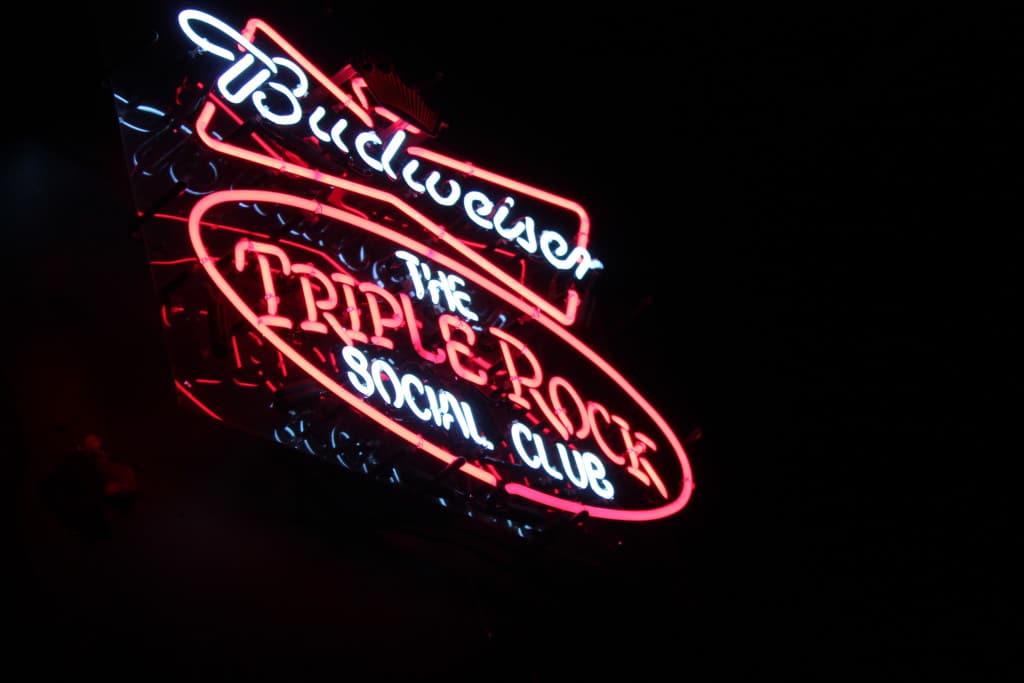 Budweiser
THE
TRIPLE ROCK
SOCIAL CLUB